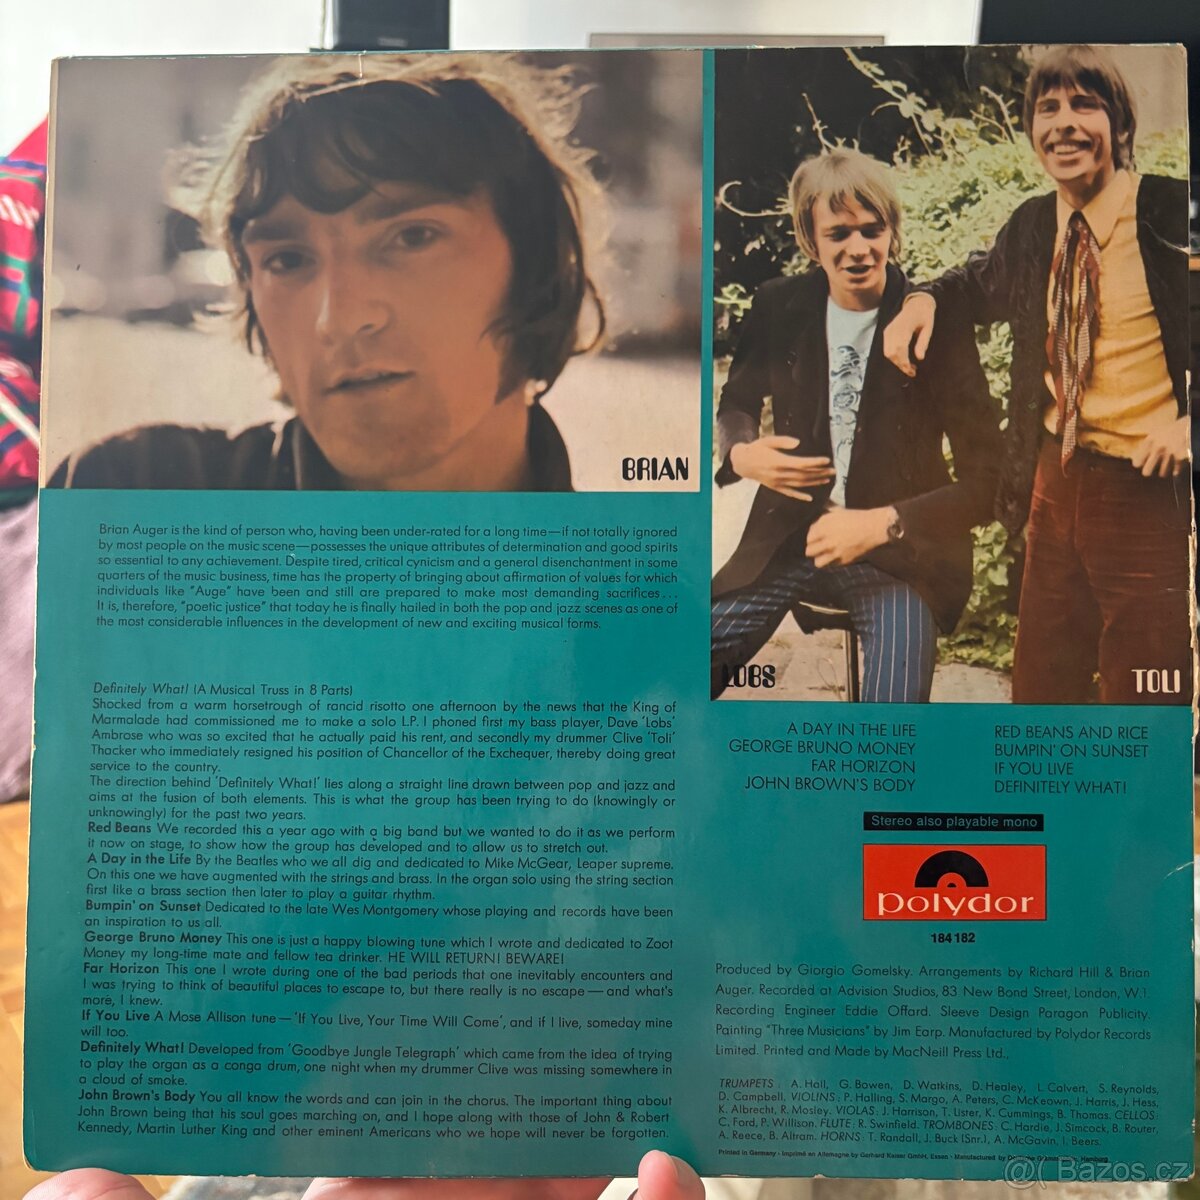 BRIAN
LOBS
TOLI
Brian Auger is the kind of person who, having been under-rated for a long time—if not totally ignored
by most people on the music scene—possesses the unique attributes of determination and good spirits
so essential to any achievement. Despite tired, critical cynicism and a general disenchantment in some
quarters of the music business, time has the property of bringing about affirmation of values for which
individuals like "Auge" have been and still are prepared to make most demanding sacrifices...
It is, therefore, "poetic justice" that today he is finally hailed in both the pop and jazz scenes as one of
the most considerable influences in the development of new and exciting musical forms.
Definitely What! (A Musical Truss in 8 Parts)
Shocked from a warm horsetrough of rancid risotto one afternoon by the news that the King of
Marmalade had commissioned me to make a solo L.P. I phoned first my bass player, Dave 'Lobs'
Ambrose who was so excited that he actually paid his rent, and secondly my drummer Clive 'Toli'
Thacker who immediately resigned his position of Chancellor of the Exchequer, thereby doing great
service to the country.
The direction behind 'Definitely What!' lies along a straight line drawn between pop and jazz and
aims at the fusion of both elements. This is what the group has been trying to do (knowingly or
unknowingly) for the past two years.
Red Beans We recorded this a year ago with a big band but we wanted to do it as we perform
it now on stage, to show how the group has developed and to allow us to stretch out.
A Day in the Life By the Beatles who we all dig and dedicated to Mike McGear, Leaper supreme.
On this one we have augmented with the strings and brass. In the organ solo using the string section
first like a brass section then later to play a guitar rhythm.
Bumpin' on Sunset Dedicated to the late Wes Montgomery whose playing and records have been
an inspiration to us all.
George Bruno Money This one is just a happy blowing tune which I wrote and dedicated to Zoot
Money my long-time mate and fellow tea drinker. HE WILL RETURN! BEWARE!
Far Horizon This one I wrote during one of the bad periods that one inevitably encounters and
I was trying to think of beautiful places to escape to, but there really is no escape—and what's
more, I knew.
If You Live A Mose Allison tune—'If You Live, Your Time Will Come', and if I live, someday mine
will too.
Definitely What! Developed from 'Goodbye Jungle Telegraph' which came from the idea of trying
to play the organ as a conga drum, one night when my drummer Clive was missing somewhere in
a cloud of smoke.
John Brown's Body You all know the words and can join in the chorus. The important thing about
John Brown being that his soul goes marching on, and I hope along with those of John & Robert
Kennedy, Martin Luther King and other eminent Americans who we hope will never be forgotten.
A DAY IN THE LIFE
GEORGE BRUNO MONEY
FAR HORIZON
JOHN BROWN'S BODY
RED BEANS AND RICE
BUMPIN' ON SUNSET
IF YOU LIVE
DEFINITELY WHAT!
Stereo also playable mono
polydor
184 182
Produced by Giorgio Gomelsky. Arrangements by Richard Hill & Brian
Auger. Recorded at Advision Studios, 83 New Bond Street, London, W.1.
Recording Engineer Eddie Offard. Sleeve Design Paragon Publicity.
Painting "Three Musicians" by Jim Earp. Manufactured by Polydor Records
Limited. Printed and Made by MacNeill Press Ltd.,
TRUMPETS: A. Hall, G. Bowen, D. Watkins, D. Healey, L. Calvert, S. Reynolds,
D. Campbell. VIOLINS: P. Halling, S. Margo, A. Peters, C. McKeown, J. Harris, J. Hess,
K. Albrecht, R. Mosley. VIOLAS: J. Harrison, T. Lister, K. Cummings, B. Thomas. CELLOS:
C. Ford, P. Willison. FLUTE: R. Swinfield. TROMBONES: C. Hardie, J. Simcock, B. Router,
A. Reece, B. Altram. HORNS: T. Randall, J. Buck (Snr.), A. McGavin, I. Beers.
Printed in Germany · Imprimé en Allemagne by Gerhard Kaiser GmbH, Essen · Manufactured by Deutsche Grammophon, Hamburg
Bazos.cz